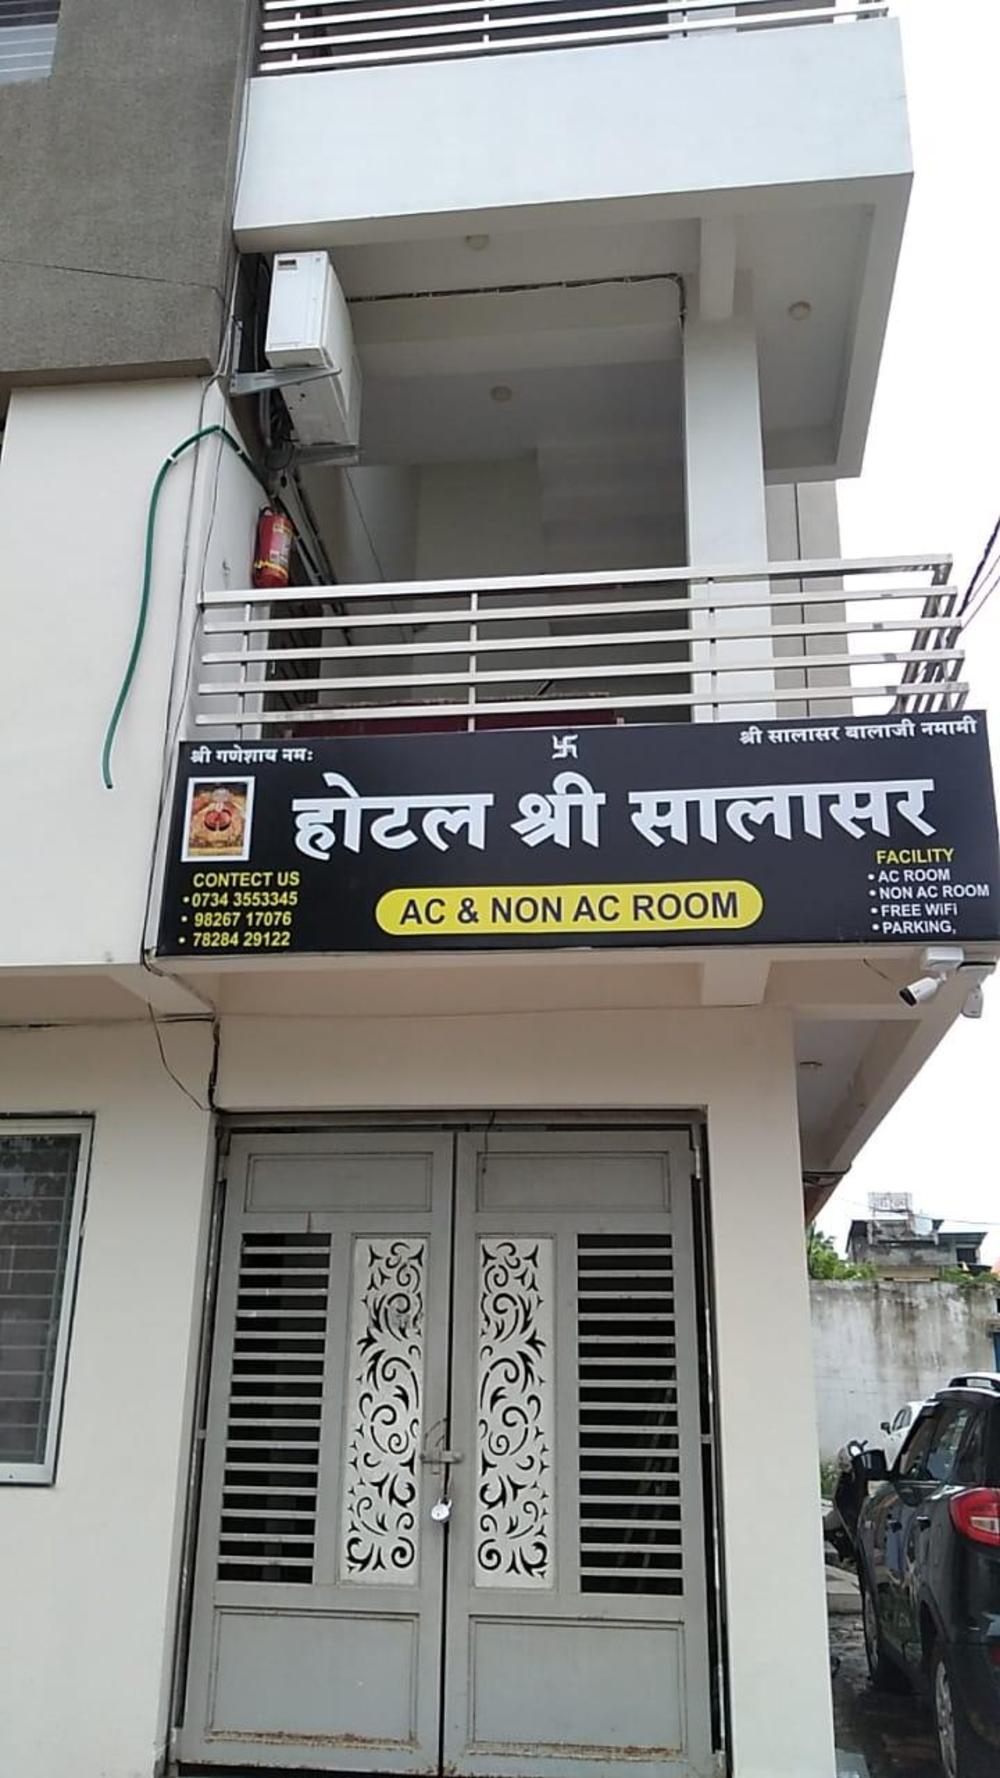 श्री गणेशाय नमः
श्री सालासर बालाजी नमामी
होटल श्री सालासर
CONTECT US
• 0734 3553345
• 98267 17076
• 78284 29122
AC & NON AC ROOM
FACILITY
• AC ROOM
• NON AC ROOM
• FREE WiFi
• PARKING,